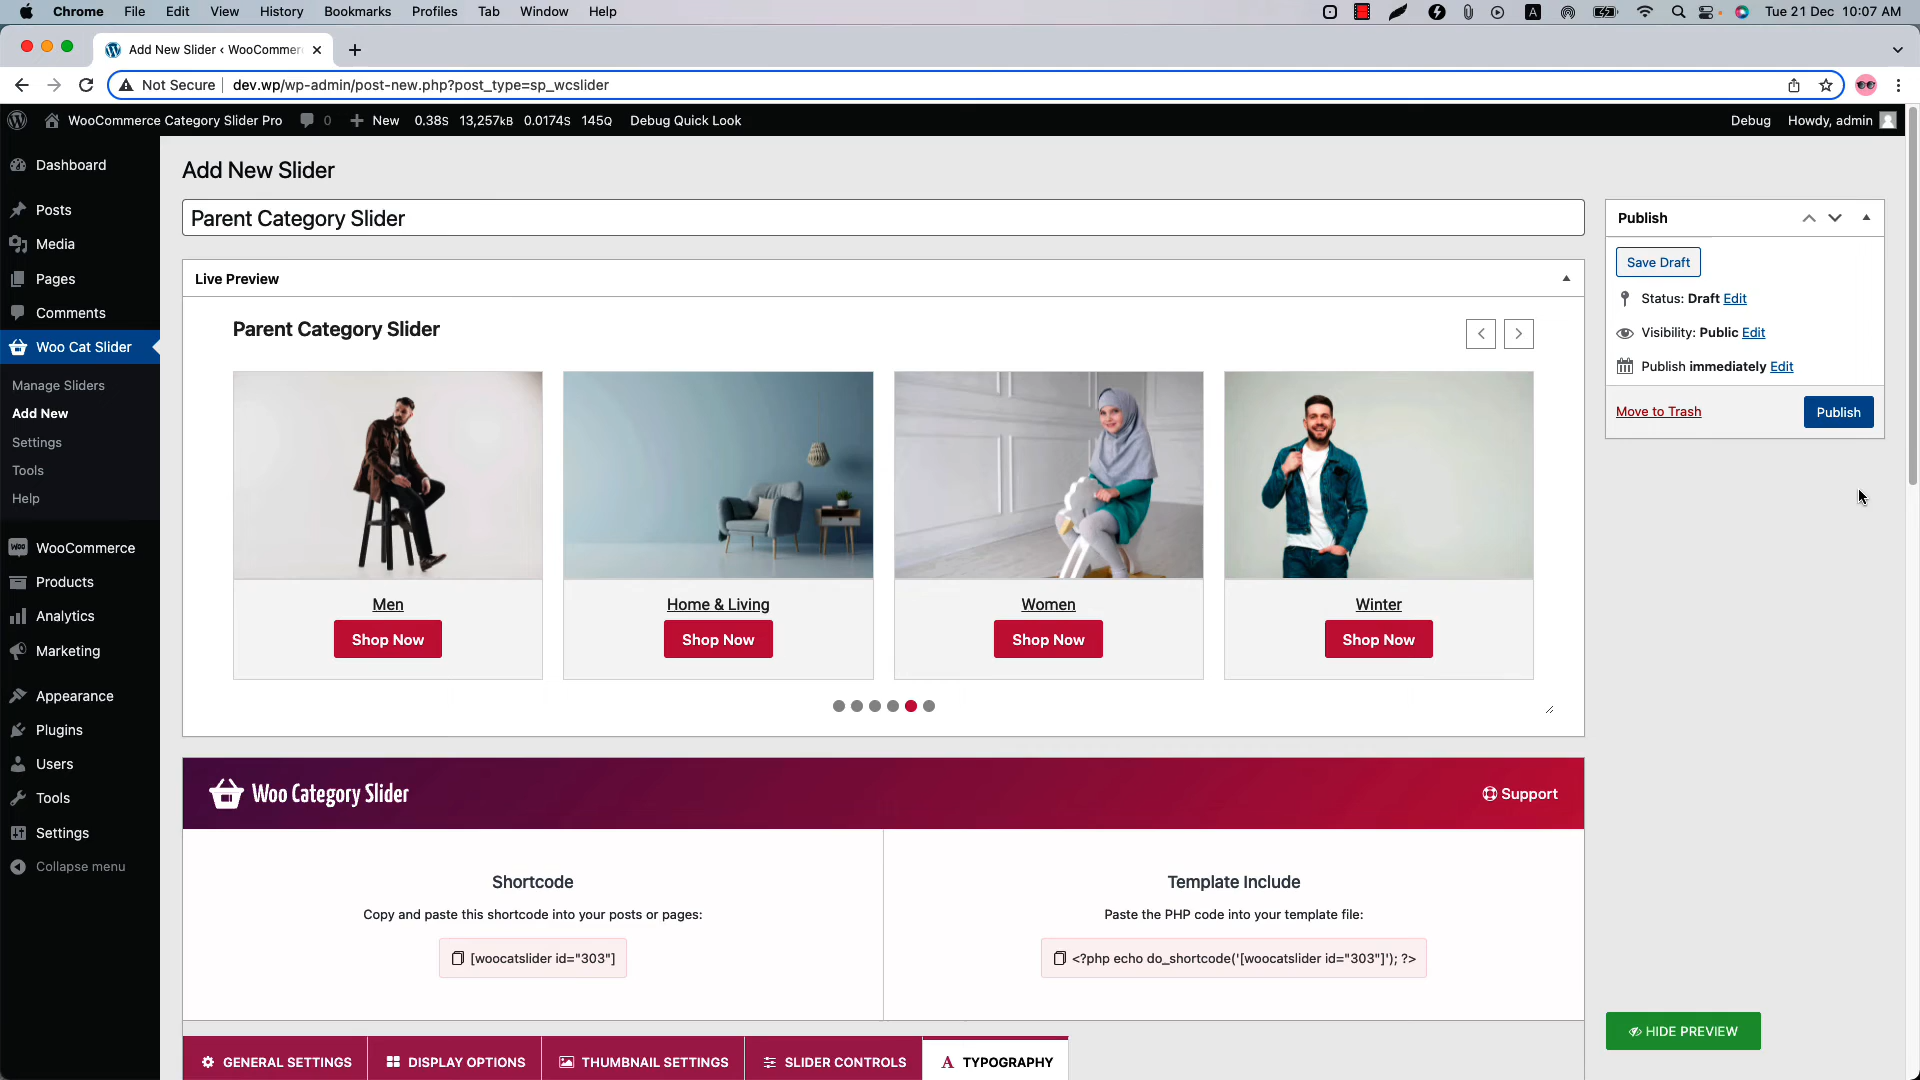 Chrome File Edit View History Bookmarks Profiles Tab Window Help
A Tue 21 Dec 10:07 AM
Add New Slider ‹ WooCommer
Not Secure dev.wp/wp-admin/post-new.php?post_type=sp_wcslider
WooCommerce Category Slider Pro 0 New 0.38s 13,257kB 0.0174s 145Q Debug Quick Look Debug Howdy, admin
Dashboard
Posts
Media
Pages
Comments
Woo Cat Slider
Manage Sliders
Add New
Settings
Tools
Help
WooCommerce
Products
Analytics
Marketing
Appearance
Plugins
Users
Tools
Settings
Collapse menu
Add New Slider
Parent Category Slider
Live Preview
Parent Category Slider
Men
Shop Now
Home & Living
Shop Now
Women
Shop Now
Winter
Shop Now
Publish
Save Draft
Status: Draft Edit
Visibility: Public Edit
Publish immediately Edit
Move to Trash
Publish
Woo Category Slider
Support
Shortcode
Copy and paste this shortcode into your posts or pages:
[woocatslider id="303"]
Template Include
Paste the PHP code into your template file:
<?php echo do_shortcode('[woocatslider id="303"]'); ?>
HIDE PREVIEW
GENERAL SETTINGS
DISPLAY OPTIONS
THUMBNAIL SETTINGS
SLIDER CONTROLS
A TYPOGRAPHY